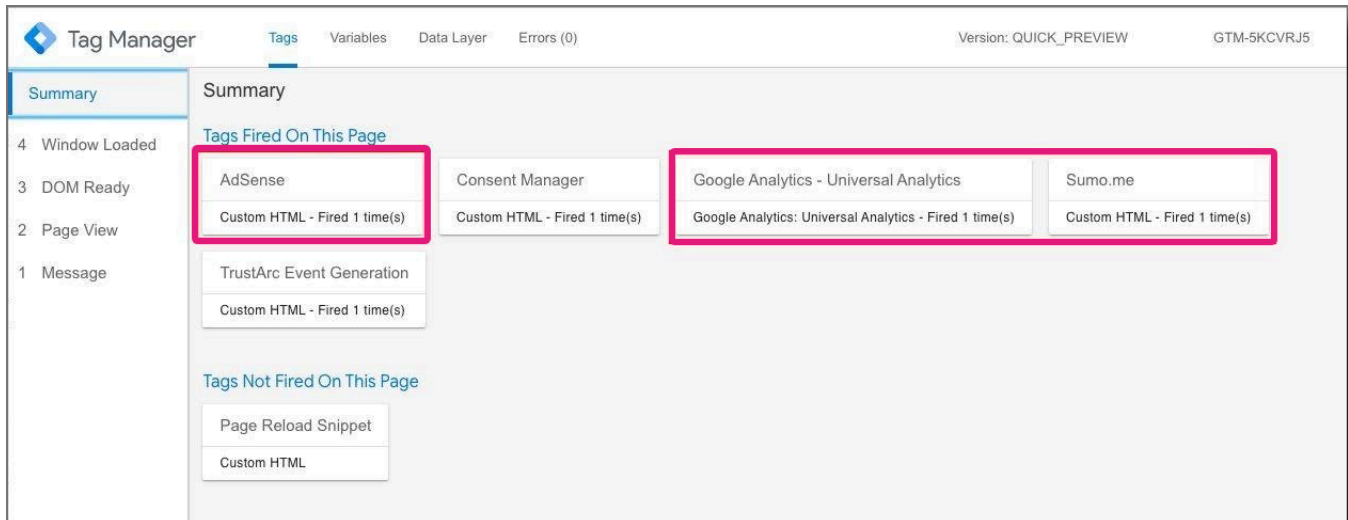 Tag Manager Tags Variables Data Layer Errors (0) Version: QUICK_PREVIEW GTM-5KCVRJ5
Summary
4 Window Loaded
3 DOM Ready
2 Page View
1 Message
Summary
Tags Fired On This Page
AdSense
Custom HTML - Fired 1 time(s)
Consent Manager
Custom HTML - Fired 1 time(s)
Google Analytics - Universal Analytics
Google Analytics: Universal Analytics - Fired 1 time(s)
Sumo.me
Custom HTML - Fired 1 time(s)
TrustArc Event Generation
Custom HTML - Fired 1 time(s)
Tags Not Fired On This Page
Page Reload Snippet
Custom HTML